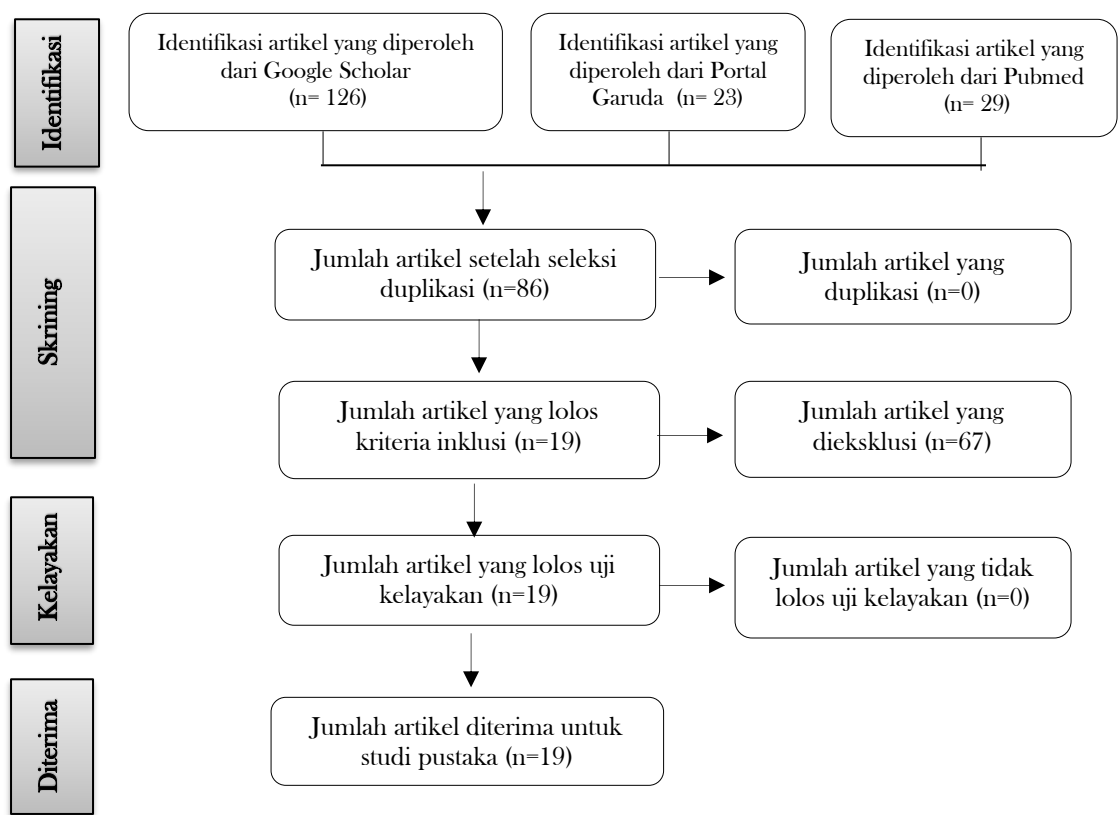 Identifikasi
Identifikasi artikel yang diperoleh
dari Google Scholar
(n= 126)
Identifikasi artikel yang
diperoleh dari Portal
Garuda (n= 23)
Identifikasi artikel yang
diperoleh dari Pubmed
(n= 29)
Skrining
Jumlah artikel setelah seleksi
duplikasi (n=86)
Jumlah artikel yang
duplikasi (n=0)
Jumlah artikel yang lolos
kriteria inklusi (n=19)
Jumlah artikel yang
dieksklusi (n=67)
Kelayakan
Jumlah artikel yang lolos uji
kelayakan (n=19)
Jumlah artikel yang tidak
lolos uji kelayakan (n=0)
Diterima
Jumlah artikel diterima untuk
studi pustaka (n=19)